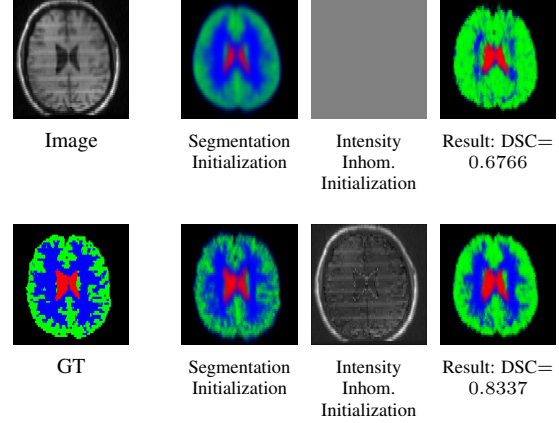 Image
Segmentation
Initialization
Intensity
Inhom.
Initialization
Result: DSC=
0.6766
GT
Segmentation
Initialization
Intensity
Inhom.
Initialization
Result: DSC=
0.8337